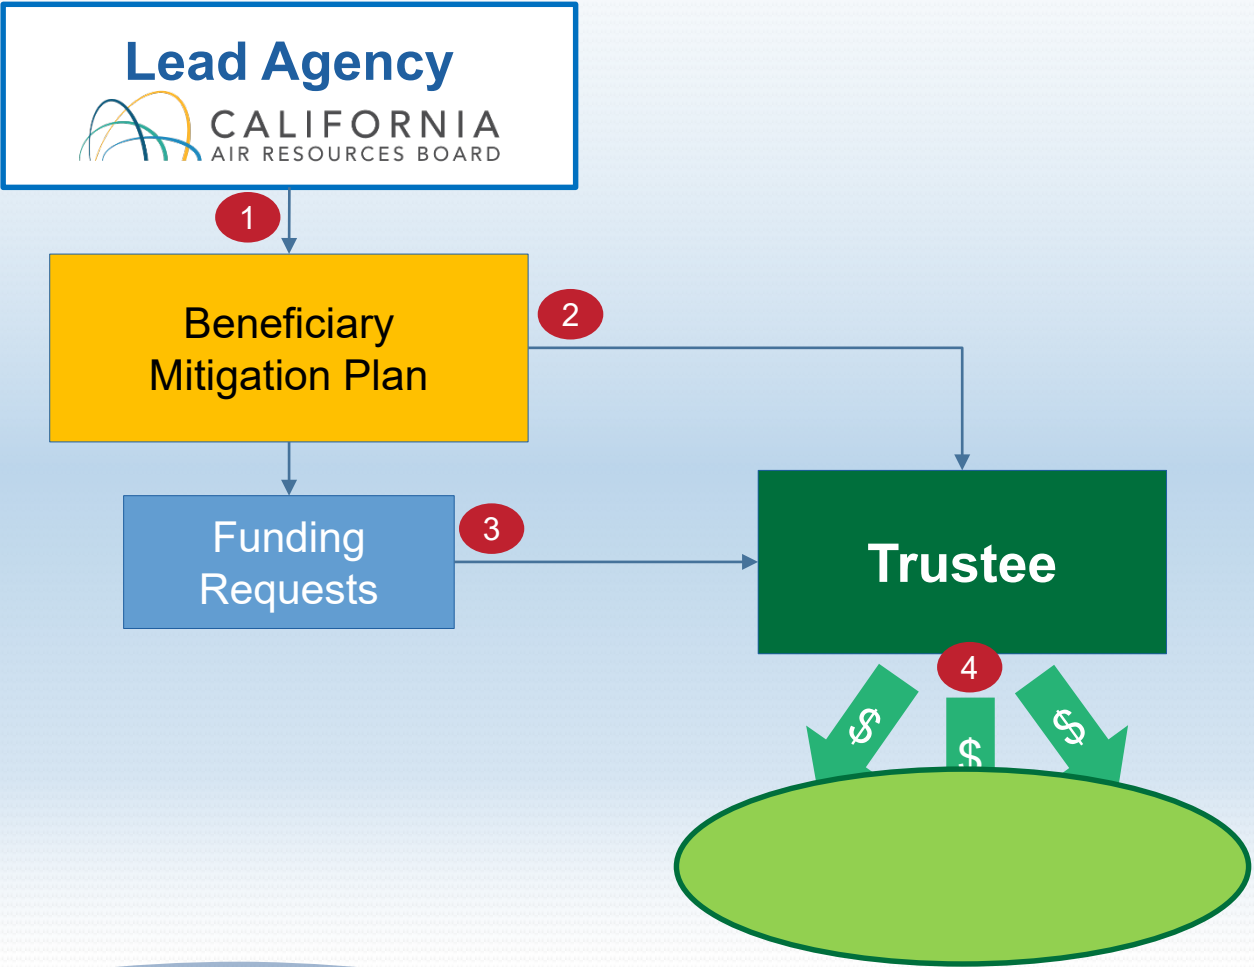 Lead Agency
CALIFORNIA
AIR RESOURCES BOARD
1
Beneficiary
Mitigation Plan
2
Funding
Requests
3
Trustee
4
$
$
$